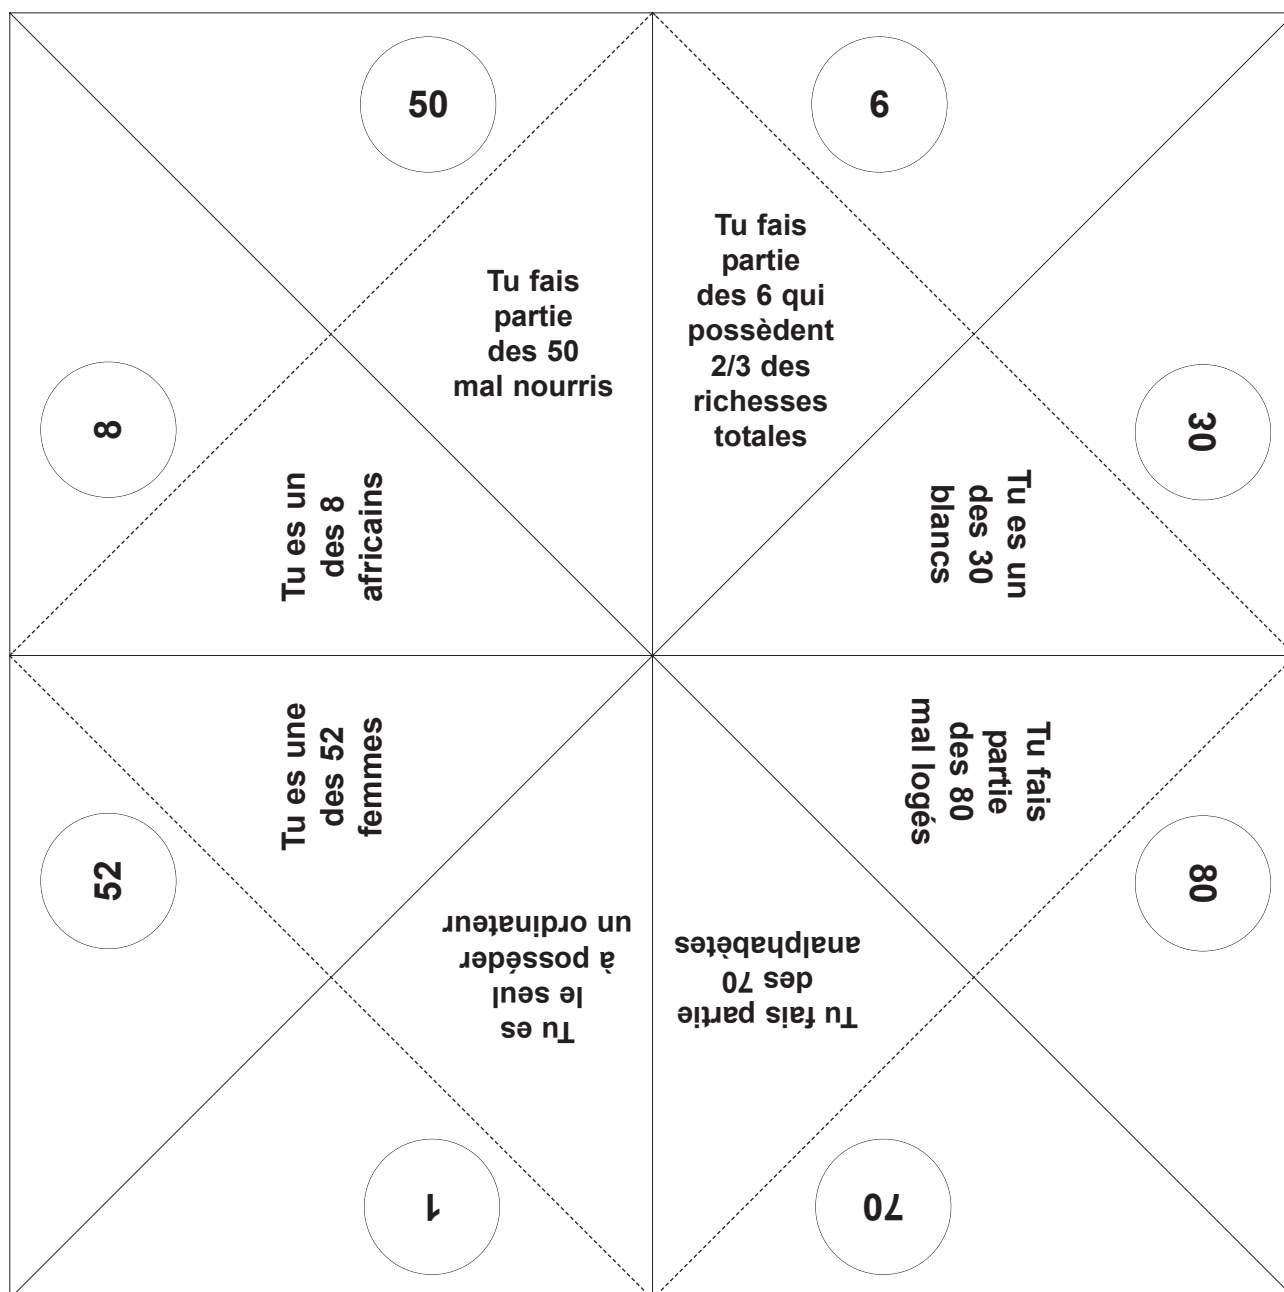 50
6
Tu fais
partie
des 50
mal nourris
Tu fais
partie
des 6 qui
possèdent
2/3 des
richesses
totales
8
Tu es un
des 8
africains
Tu es un
des 30
blancs
30
52
Tu es une
des 52
femmes
Tu fais
partie
des 80
mal logés
80
Tu es
le seul
à posséder
un ordinateur
Tu fais partie
des 70
analphabètes
1
70